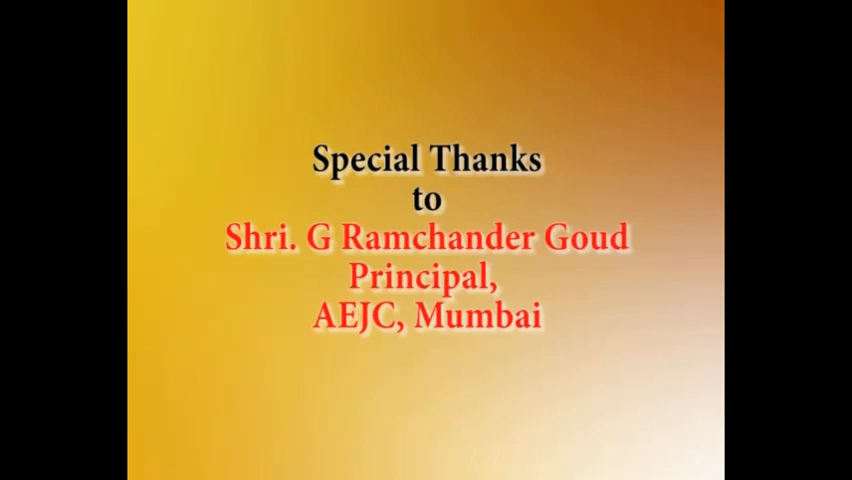 Special Thanks
to
Shri. G Ramchander Goud
Principal,
AEJC, Mumbai